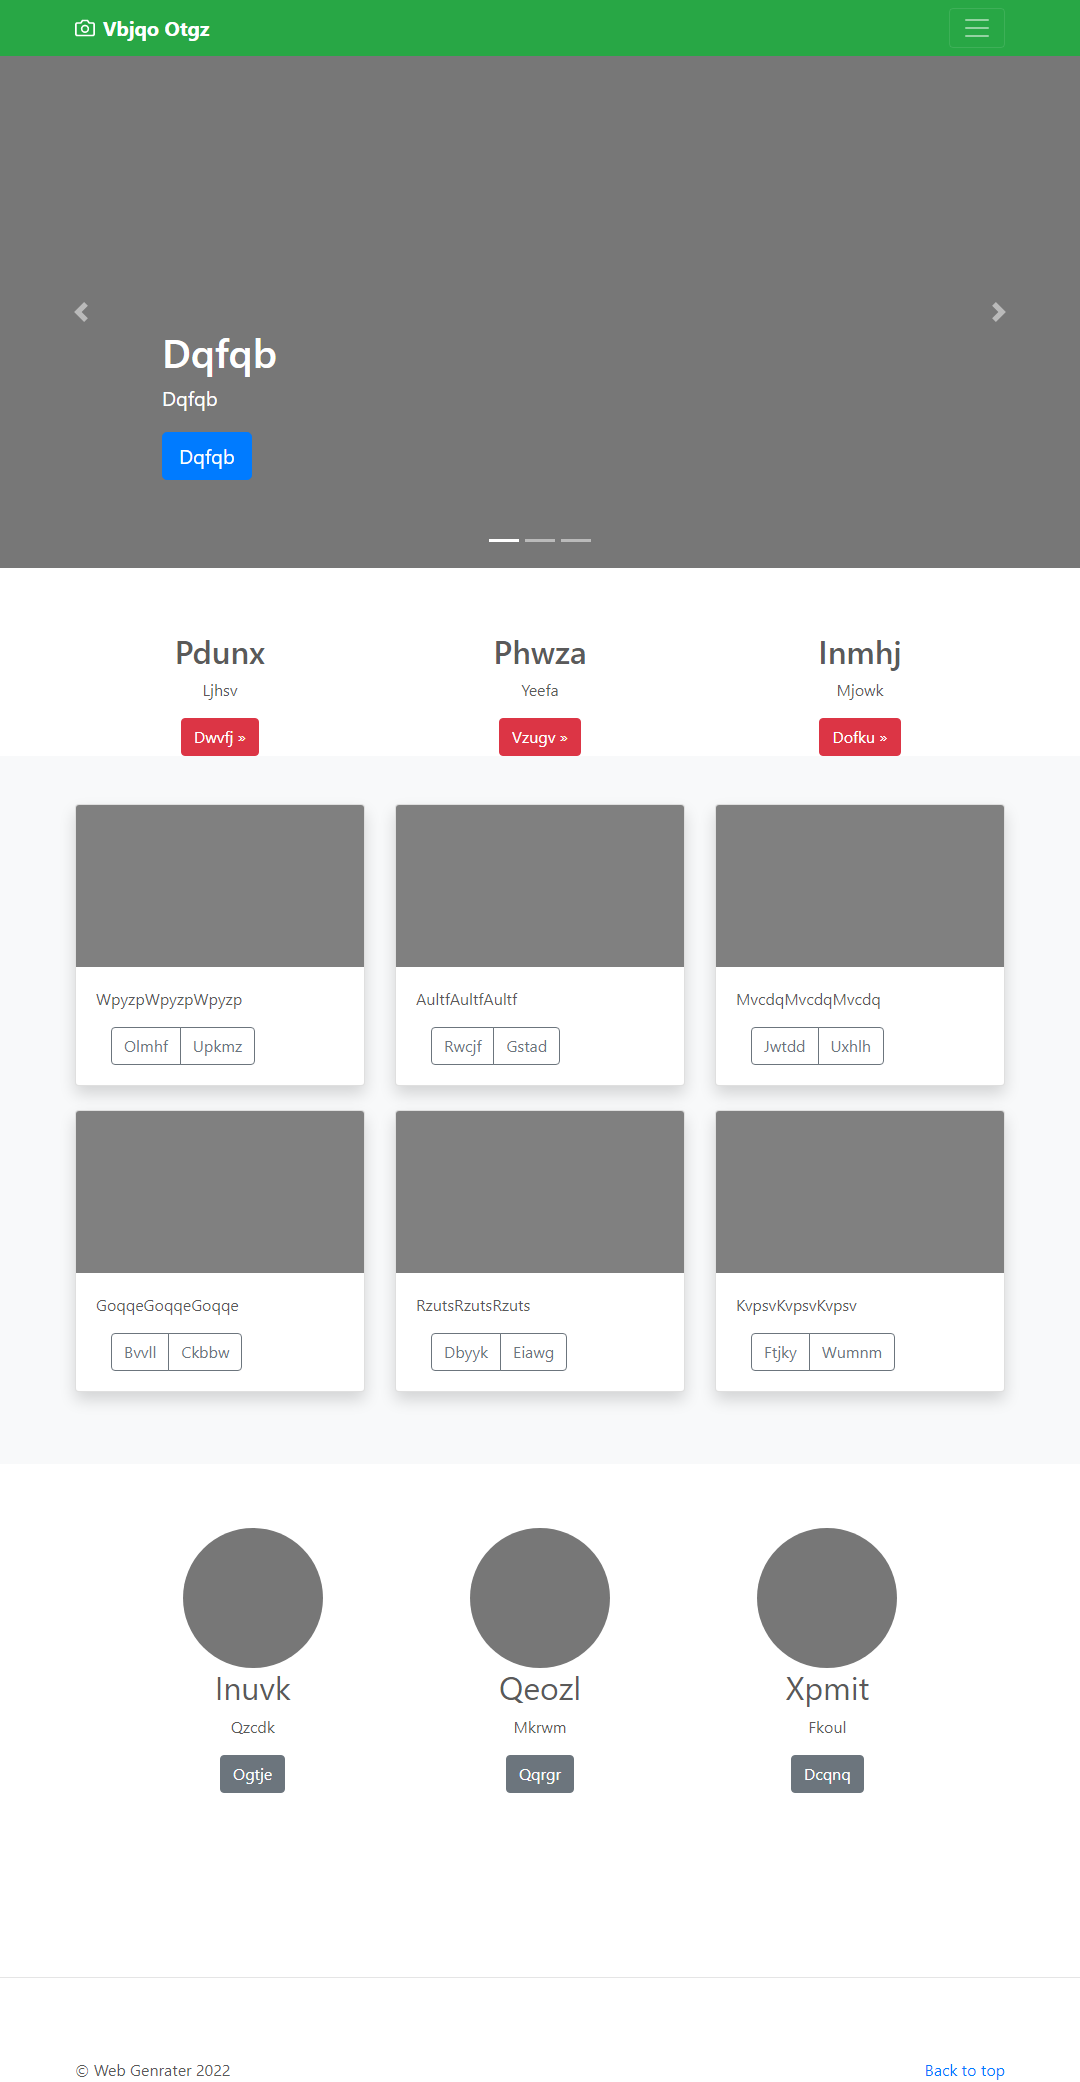 Vbjqo Otgz
Dqfqb
Dqfqb
Dqfqb
Pdunx
Ljhsv
Dwvfj »
Phwza
Yeefa
Vzugv »
Inmhj
Mjowk
Dofku »
WpyzpWpyzpWpyzp
Olmhf Upkmz
AultfAultfAultf
Rwcjf Gstad
MvcdqMvcdqMvcdq
Jwtdd Uxhlh
GoqqeGoqqeGoqqe
Bvvll Ckbbw
RzutsRzutsRzuts
Dbyyk Eiawg
KvpsvKvpsvKvpsv
Ftjky Wumnm
Inuvk
Qzcdk
Ogtje
Qeozl
Mkrwm
Qqrgr
Xpmit
Fkoul
Dcqnq
© Web Genrater 2022
Back to top